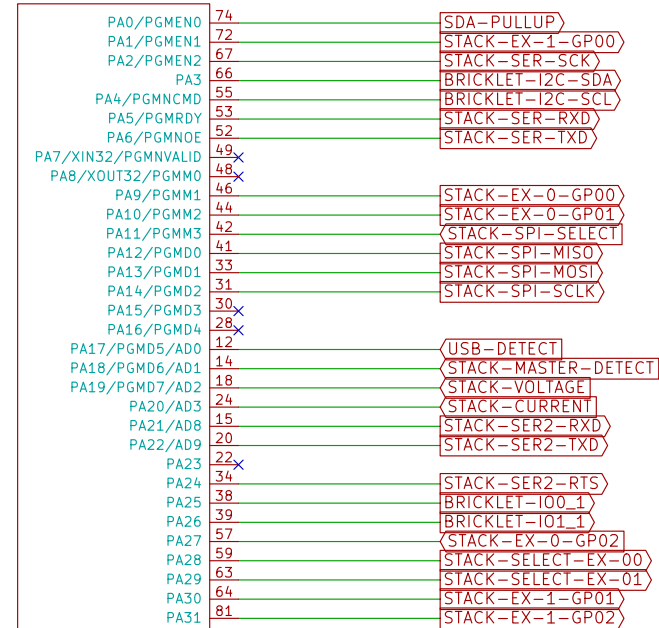 PA0/PGMEN0 74 SDA-PULLUP
PA1/PGMEN1 72 STACK-EX-1-GP00
PA2/PGMEN2 67 STACK-SER-SCK
PA3 66 BRICKLET-I2C-SDA
PA4/PGMNCMD 55 BRICKLET-I2C-SCL
PA5/PGMRDY 53 STACK-SER-RXD
PA6/PGMNOE 52 STACK-SER-TXD
PA7/XIN32/PGMNVALID 49
PA8/XOUT32/PGMM0 48
PA9/PGMM1 46 STACK-EX-0-GP00
PA10/PGMM2 44 STACK-EX-0-GP01
PA11/PGMM3 42 STACK-SPI-SELECT
PA12/PGMD0 41 STACK-SPI-MISO
PA13/PGMD1 33 STACK-SPI-MOSI
PA14/PGMD2 31 STACK-SPI-SCLK
PA15/PGMD3 30
PA16/PGMD4 28
PA17/PGMD5/AD0 12 USB-DETECT
PA18/PGMD6/AD1 14 STACK-MASTER-DETECT
PA19/PGMD7/AD2 18 STACK-VOLTAGE
PA20/AD3 24 STACK-CURRENT
PA21/AD8 15 STACK-SER2-RXD
PA22/AD9 20 STACK-SER2-TXD
PA23 22
PA24 34 STACK-SER2-RTS
PA25 38 BRICKLET-IO0_1
PA26 39 BRICKLET-IO1_1
PA27 57 STACK-EX-0-GP02
PA28 59 STACK-SELECT-EX-00
PA29 63 STACK-SELECT-EX-01
PA30 64 STACK-EX-1-GP01
PA31 81 STACK-EX-1-GP02